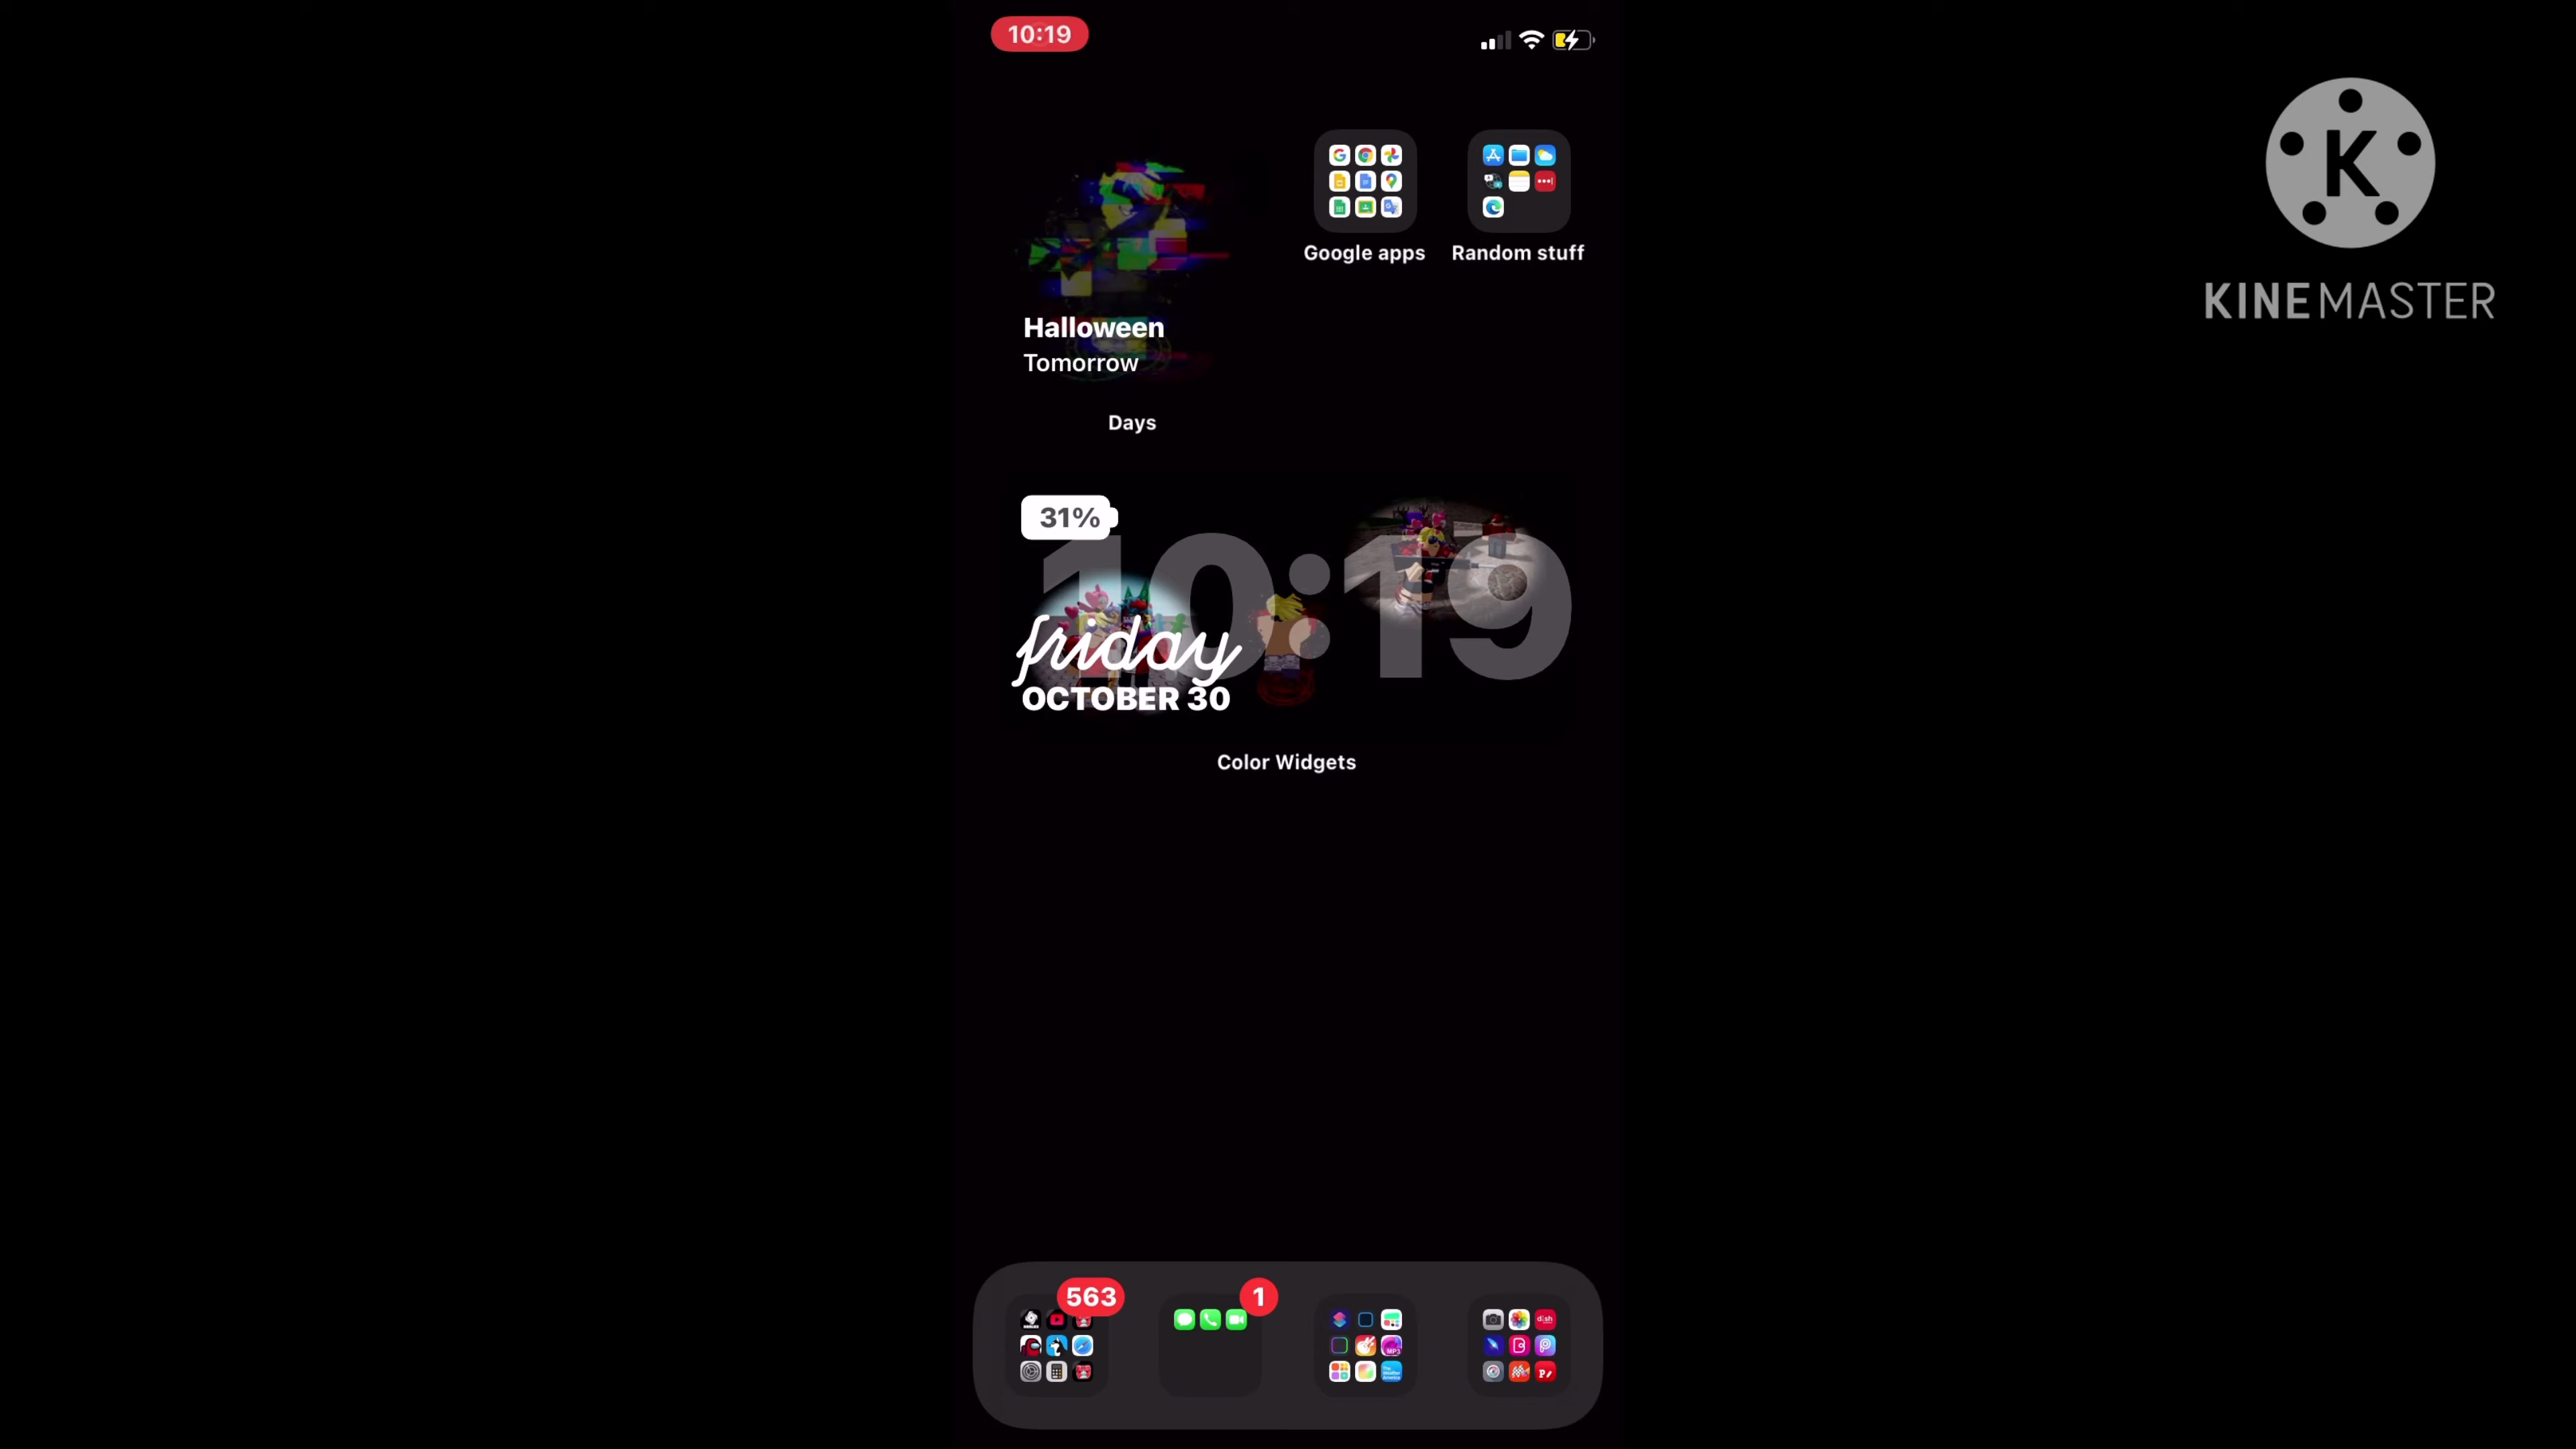 10:19
KINEMASTER
Google apps
Random stuff
Halloween
Tomorrow
Days
31%
10:19
friday
OCTOBER 30
Color Widgets
563
1